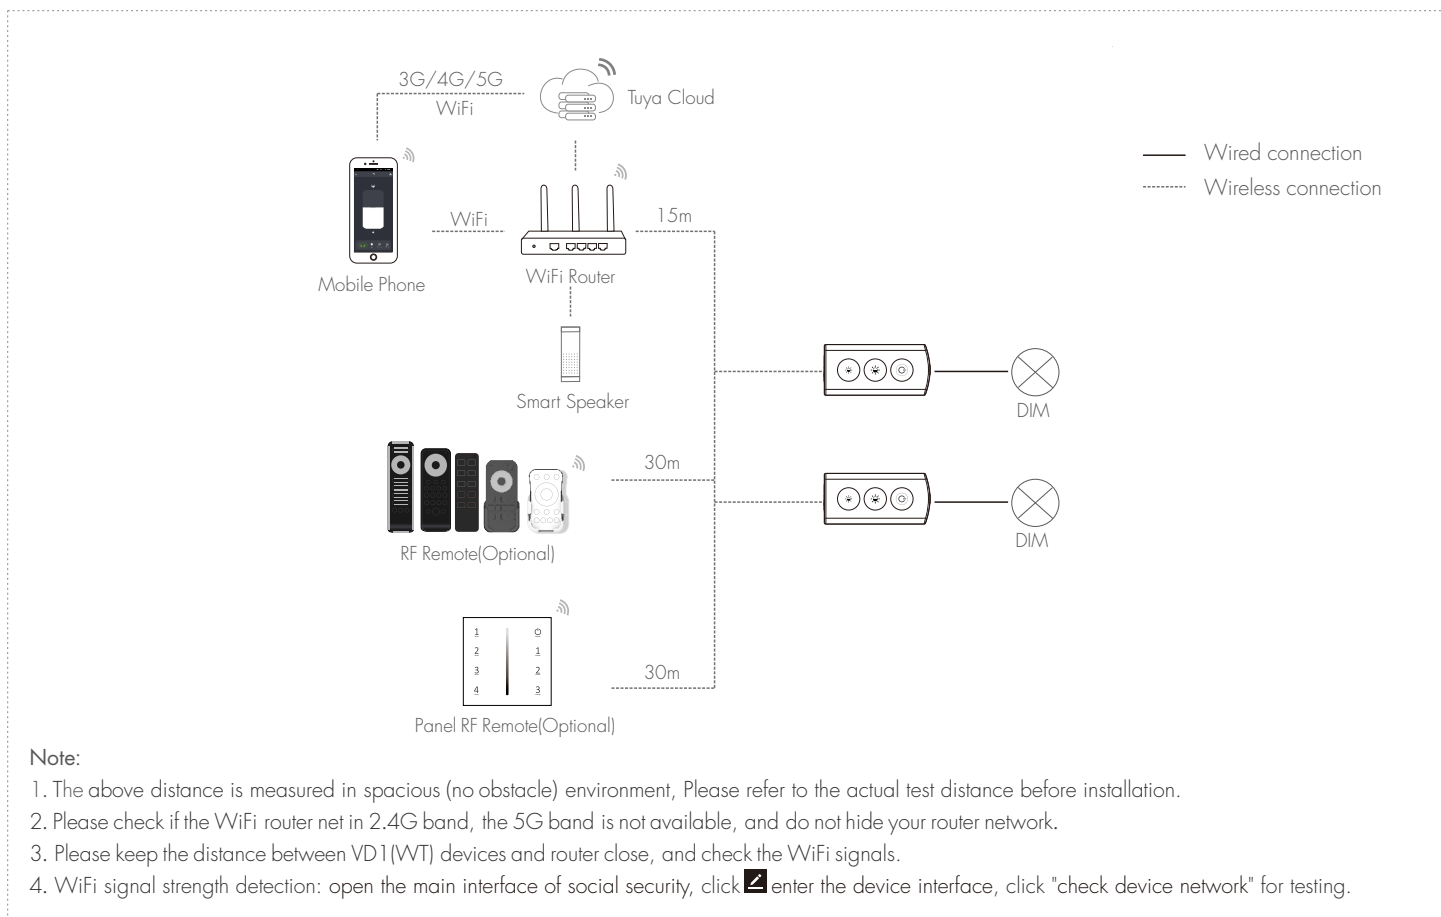 3G/4G/5G
WiFi
Tuya Cloud
Wired connection
Wireless connection
WiFi
15m
Mobile Phone
WiFi Router
Smart Speaker
DIM
30m
RF Remote(Optional)
DIM
1
2
1
3
2
4
3
30m
Panel RF Remote(Optional)
Note:
1. The above distance is measured in spacious (no obstacle) environment, Please refer to the actual test distance before installation.
2. Please check if the WiFi router net in 2.4G band, the 5G band is not available, and do not hide your router network.
3. Please keep the distance between VD1(WT) devices and router close, and check the WiFi signals.
4. WiFi signal strength detection: open the main interface of social security, click enter the device interface, click "check device network" for testing.